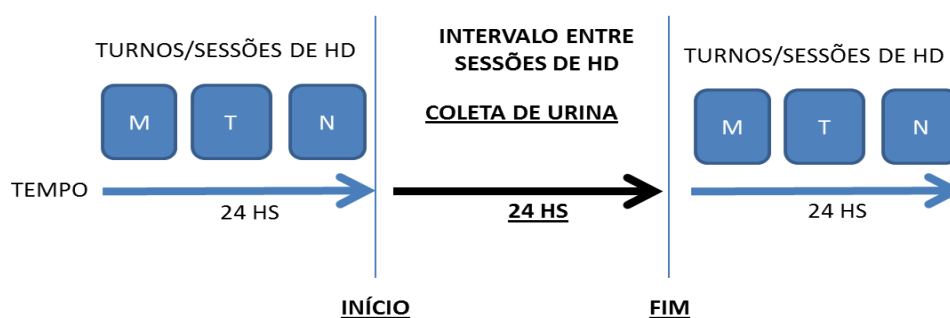 TURNOS/SESSÕES DE HD
M T N
INTERVALO ENTRE
SESSÕES DE HD
COLETA DE URINA
TURNOS/SESSÕES DE HD
M T N
TEMPO
24 HS
24 HS
24 HS
INÍCIO
FIM